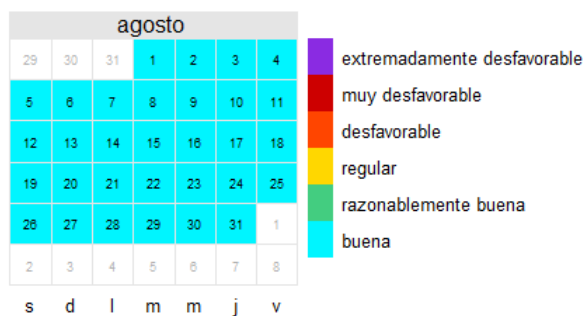 agosto
29 30 31 1 2 3 4
5 6 7 8 9 10 11
12 13 14 15 16 17 18
19 20 21 22 23 24 25
26 27 28 29 30 31 1
2 3 4 5 6 7 8
s d l m m j v
extremadamente desfavorable
muy desfavorable
desfavorable
regular
razonablemente buena
buena